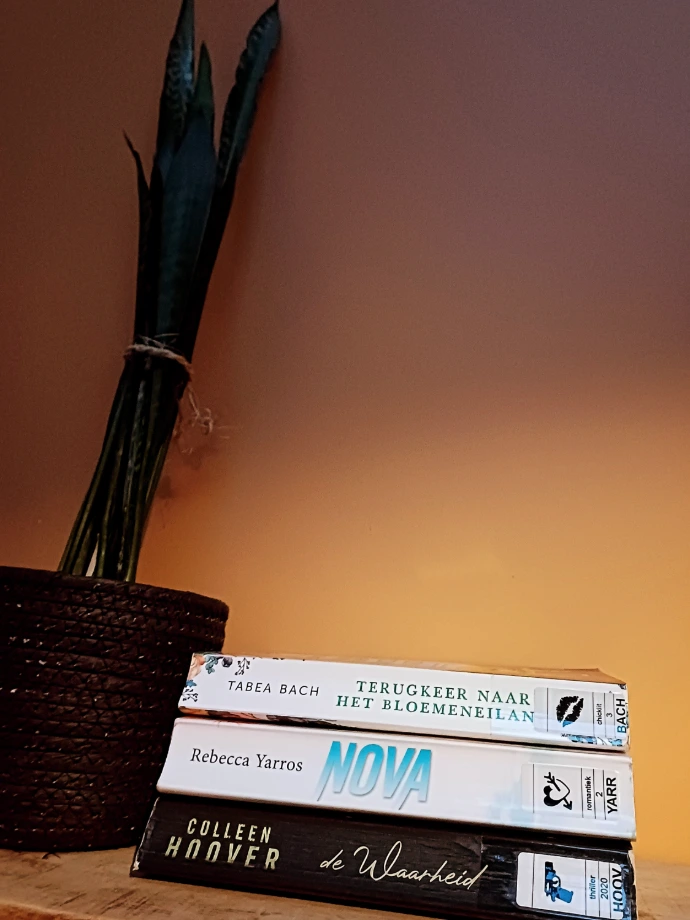 TABEA BACH
TERUGKEER NAAR
HET BLOEMENEILAN
chicklit
3
BACH
Rebecca Yarros
NOVA
romantiek
2
YARR
COLLEEN
HOOVER
de Waarheid
thriller
2020
HOOV